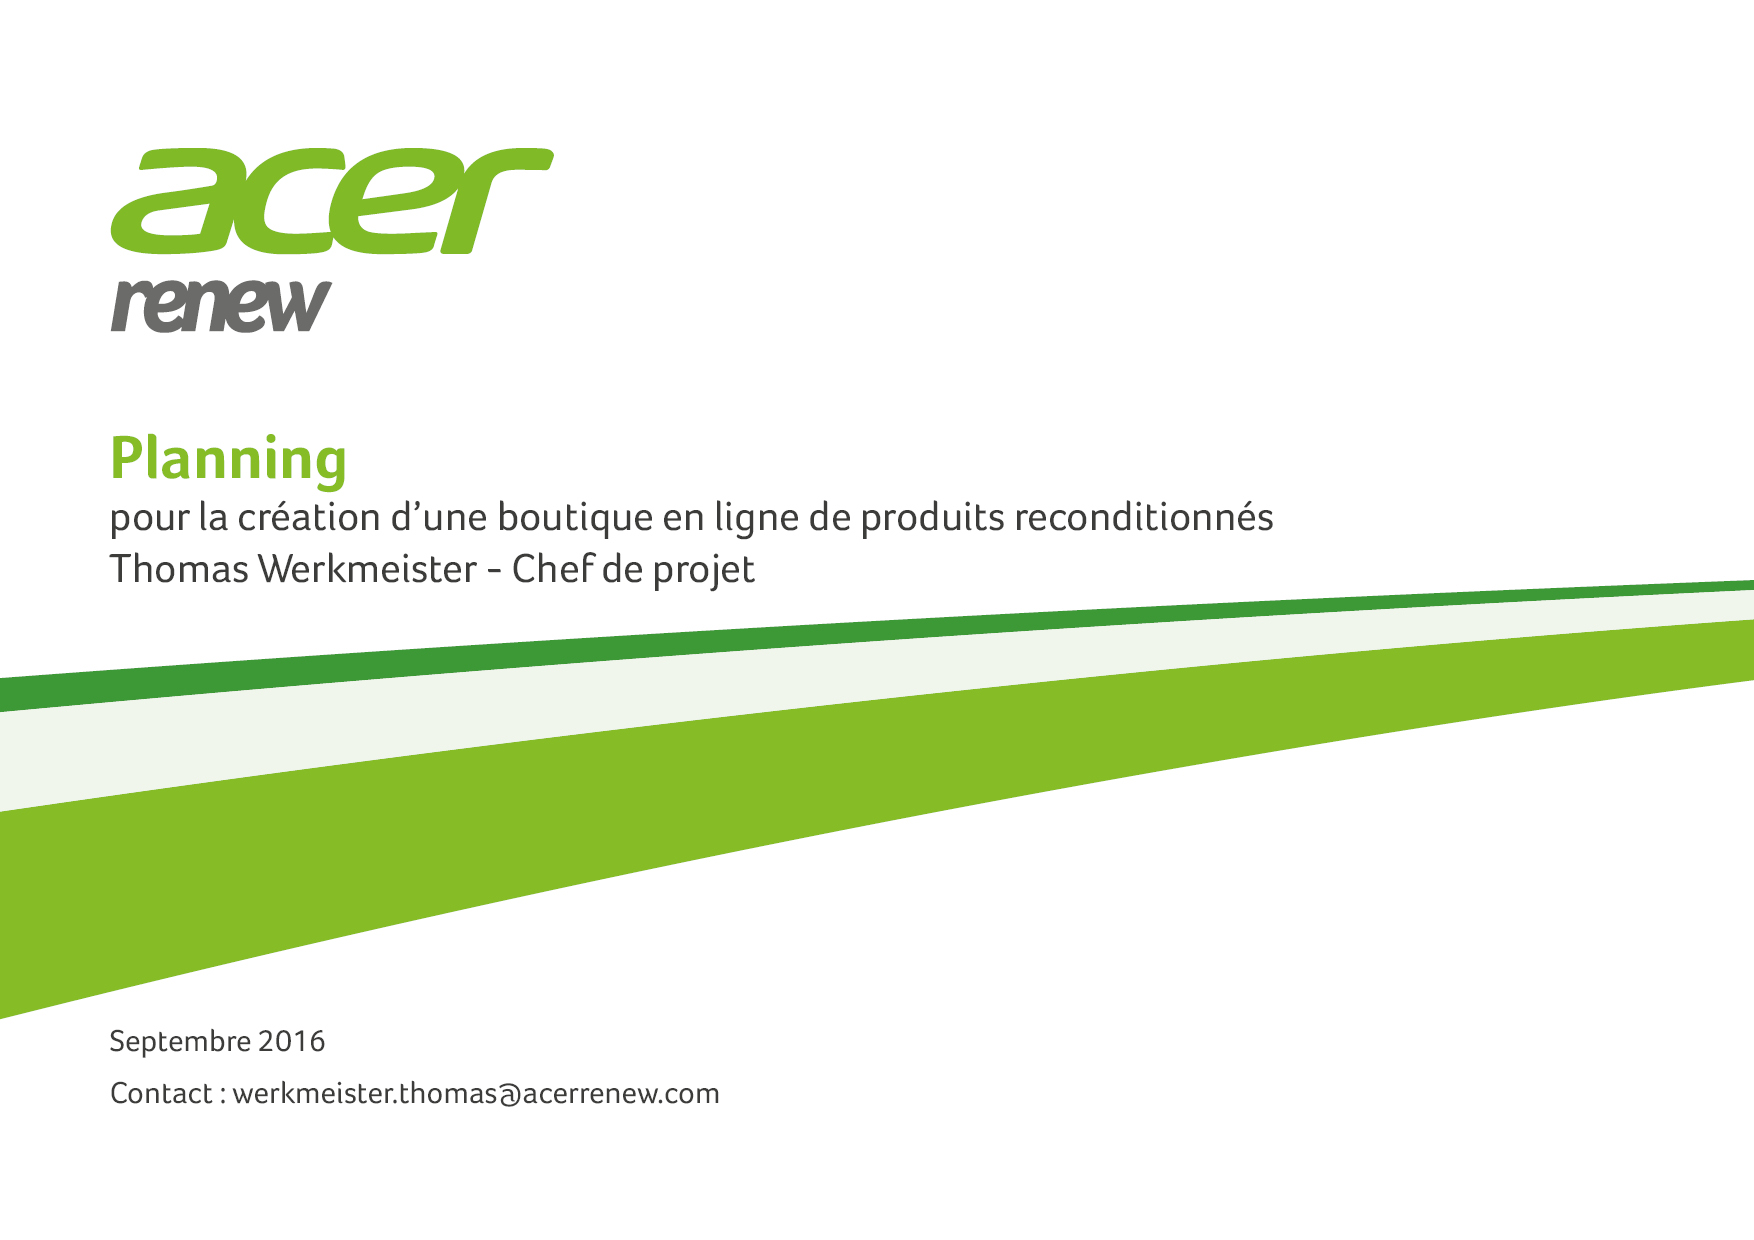 acer
renew
Planning
pour la création d’une boutique en ligne de produits reconditionnés
Thomas Werkmeister - Chef de projet
Septembre 2016
Contact : werkmeister.thomas@acerrenew.com